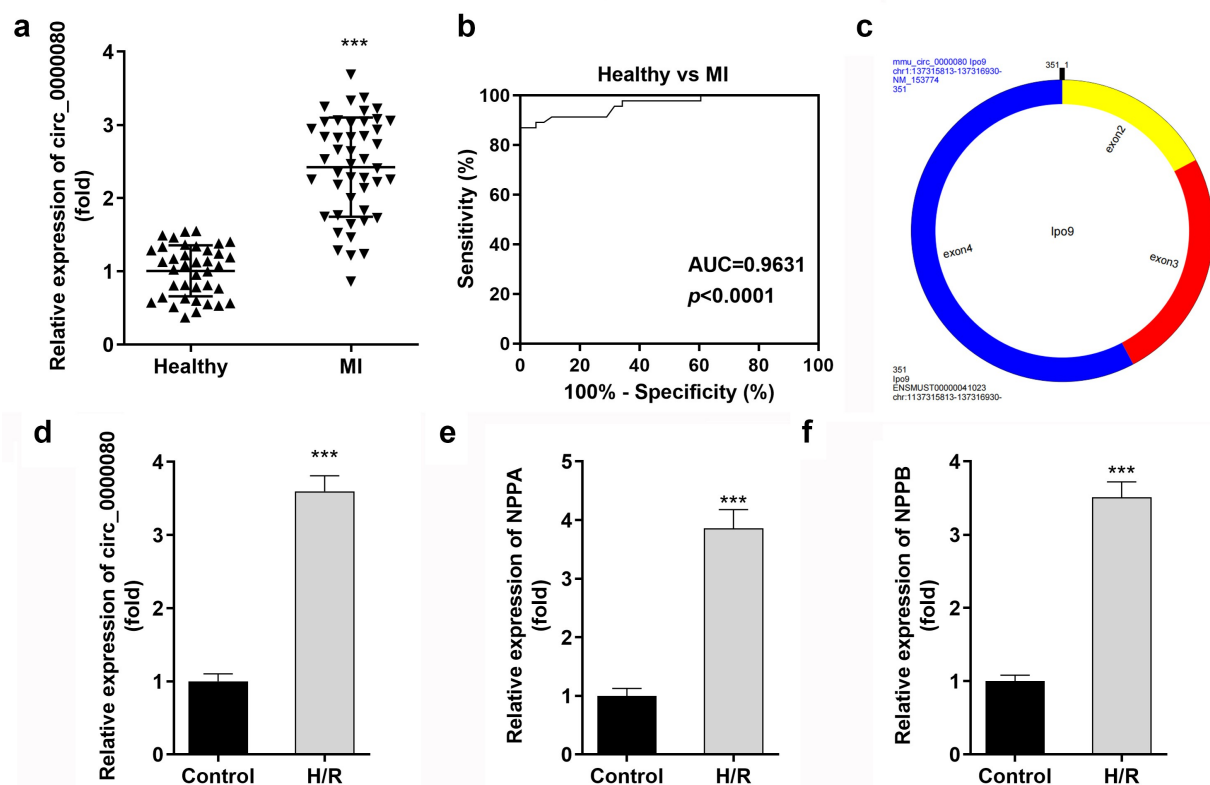 a
Relative expression of circ_0000080
(fold)
4
3
2
1
0
***
Healthy
MI
b
Healthy vs MI
Sensitivity (%)
100
80
60
40
20
0
AUC=0.9631
p<0.0001
0
20
40
60
80
100
100% - Specificity (%)
c
mmu_circ_0000080 Ipo9
chr1:137315813-137316930-
NM_153774
351
351 1
exon2
exon3
exon4
Ipo9
351
Ipo9
ENSMUST00000041023
chr:1137315813-137316930-
d
Relative expression of circ_0000080
(fold)
4
3
2
1
0
***
Control
H/R
e
Relative expression of NPPA
(fold)
5
4
3
2
1
0
***
Control
H/R
f
Relative expression of NPPB
(fold)
4
3
2
1
0
***
Control
H/R